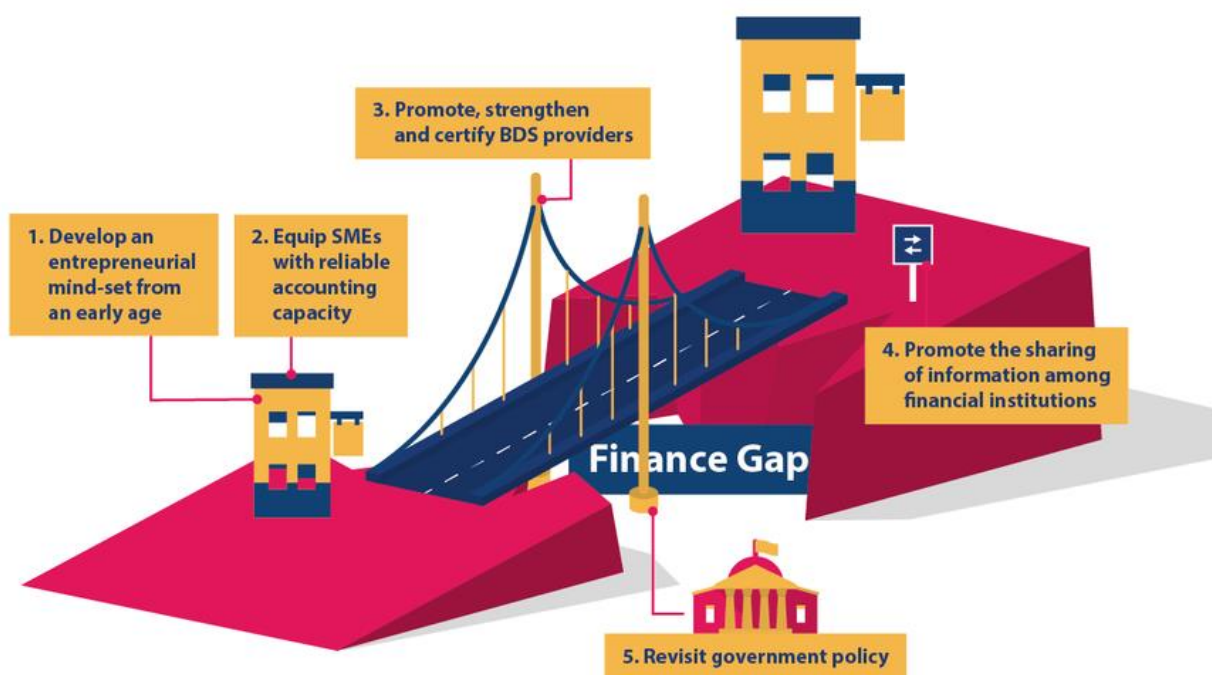 3. Promote, strengthen
and certify BDS providers
1. Develop an
entrepreneurial
mind-set from
an early age
2. Equip SMEs
with reliable
accounting
capacity
4. Promote the sharing
of information among
financial institutions
Finance Gap
5. Revisit government policy